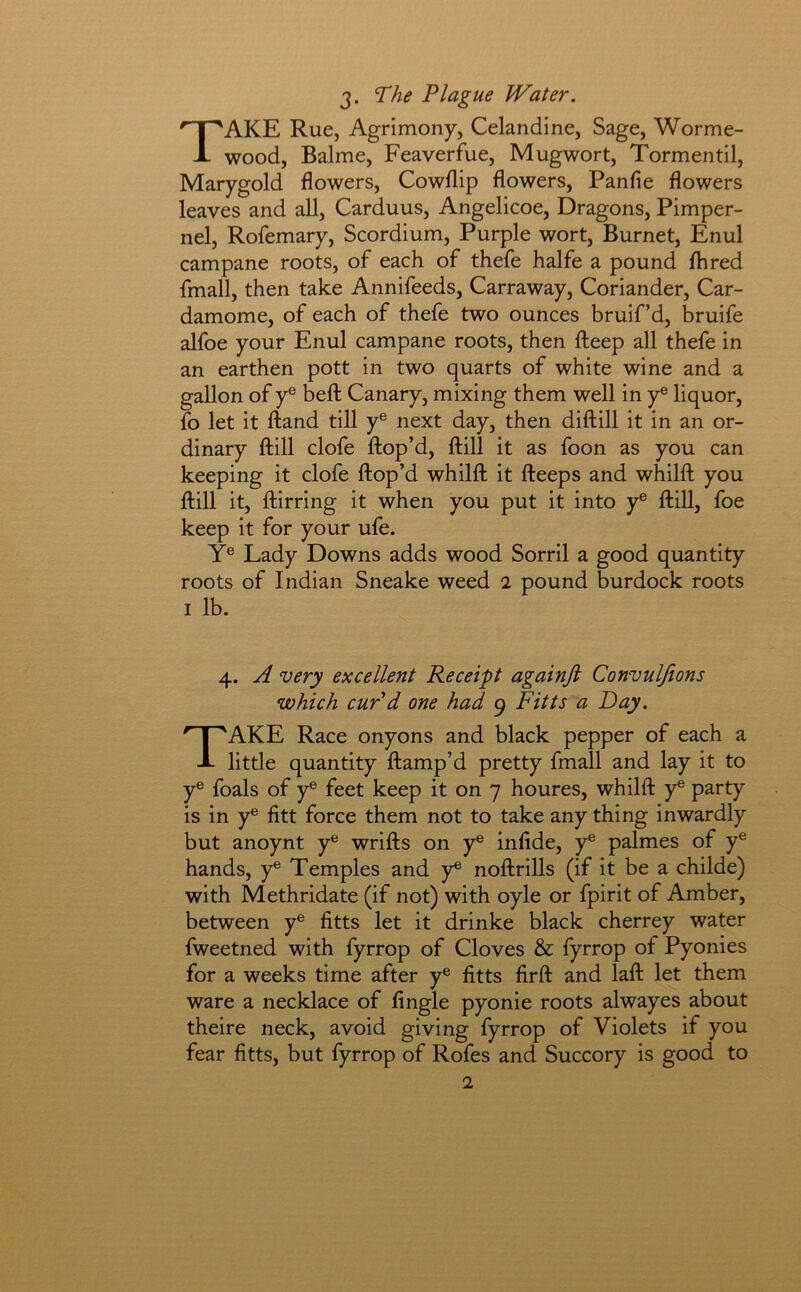 3. The Plague Water.
TAKE Rue, Agrimony, Celandine, Sage, Worme-
wood, Balme, Feaverfue, Mugwort, Tormentil,
Marygold flowers, Cowſlip flowers, Panſie flowers
leaves and all, Carduus, Angelicoe, Dragons, Pimper-
nel, Roſemary, Scordium, Purple wort, Burnet, Enul
campane roots, of each of theſe halfe a pound ſhred
ſmall, then take Anniſeeds, Carraway, Coriander, Car-
damome, of each of theſe two ounces bruiſ’d, bruiſe
alſoe your Enul campane roots, then ſteep all theſe in
an earthen pott in two quarts of white wine and a
gallon of yᵉ beſt Canary, mixing them well in yᵉ liquor,
ſo let it ſtand till yᵉ next day, then diſtill it in an or-
dinary ſtill cloſe ſtop’d, ſtill it as ſoon as you can
keeping it cloſe ſtop’d whilſt it ſteeps and whilſt you
ſtill it, ſtirring it when you put it into yᵉ ſtill, ſoe
keep it for your uſe.
Yᵉ Lady Downs adds wood Sorril a good quantity
roots of Indian Sneake weed 2 pound burdock roots
1 lb.
4. A very excellent Receipt againſt Convulſions
which cur’d one had 9 Fitts a Day.
TAKE Race onyons and black pepper of each a
little quantity ſtamp’d pretty ſmall and lay it to
yᵉ ſoals of yᵉ feet keep it on 7 houres, whilſt yᵉ party
is in yᵉ fitt force them not to take any thing inwardly
but anoynt yᵉ wriſts on yᵉ inſide, yᵉ palmes of yᵉ
hands, yᵉ Temples and yᵉ noſtrills (if it be a childe)
with Methridate (if not) with oyle or ſpirit of Amber,
between yᵉ fitts let it drinke black cherrey water
ſweetned with ſyrrop of Cloves & ſyrrop of Pyonies
for a weeks time after yᵉ fitts firſt and laſt let them
ware a necklace of ſingle pyonie roots alwayes about
theire neck, avoid giving ſyrrop of Violets if you
fear fitts, but ſyrrop of Roſes and Succory is good to
2